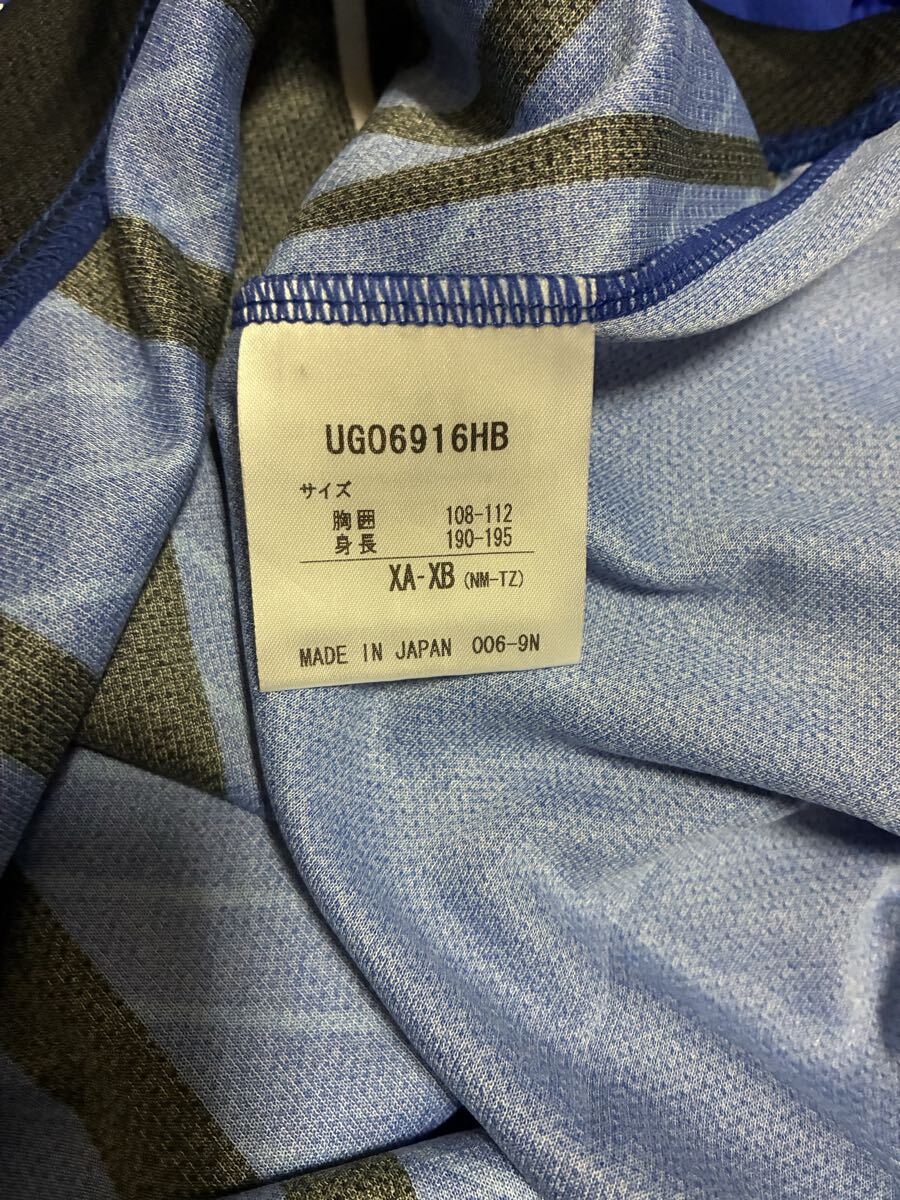 UGO6916HB
サイズ
胸囲 108-112
身長 190-195
XA-XB (NM-TZ)
MADE IN JAPAN 006-9N